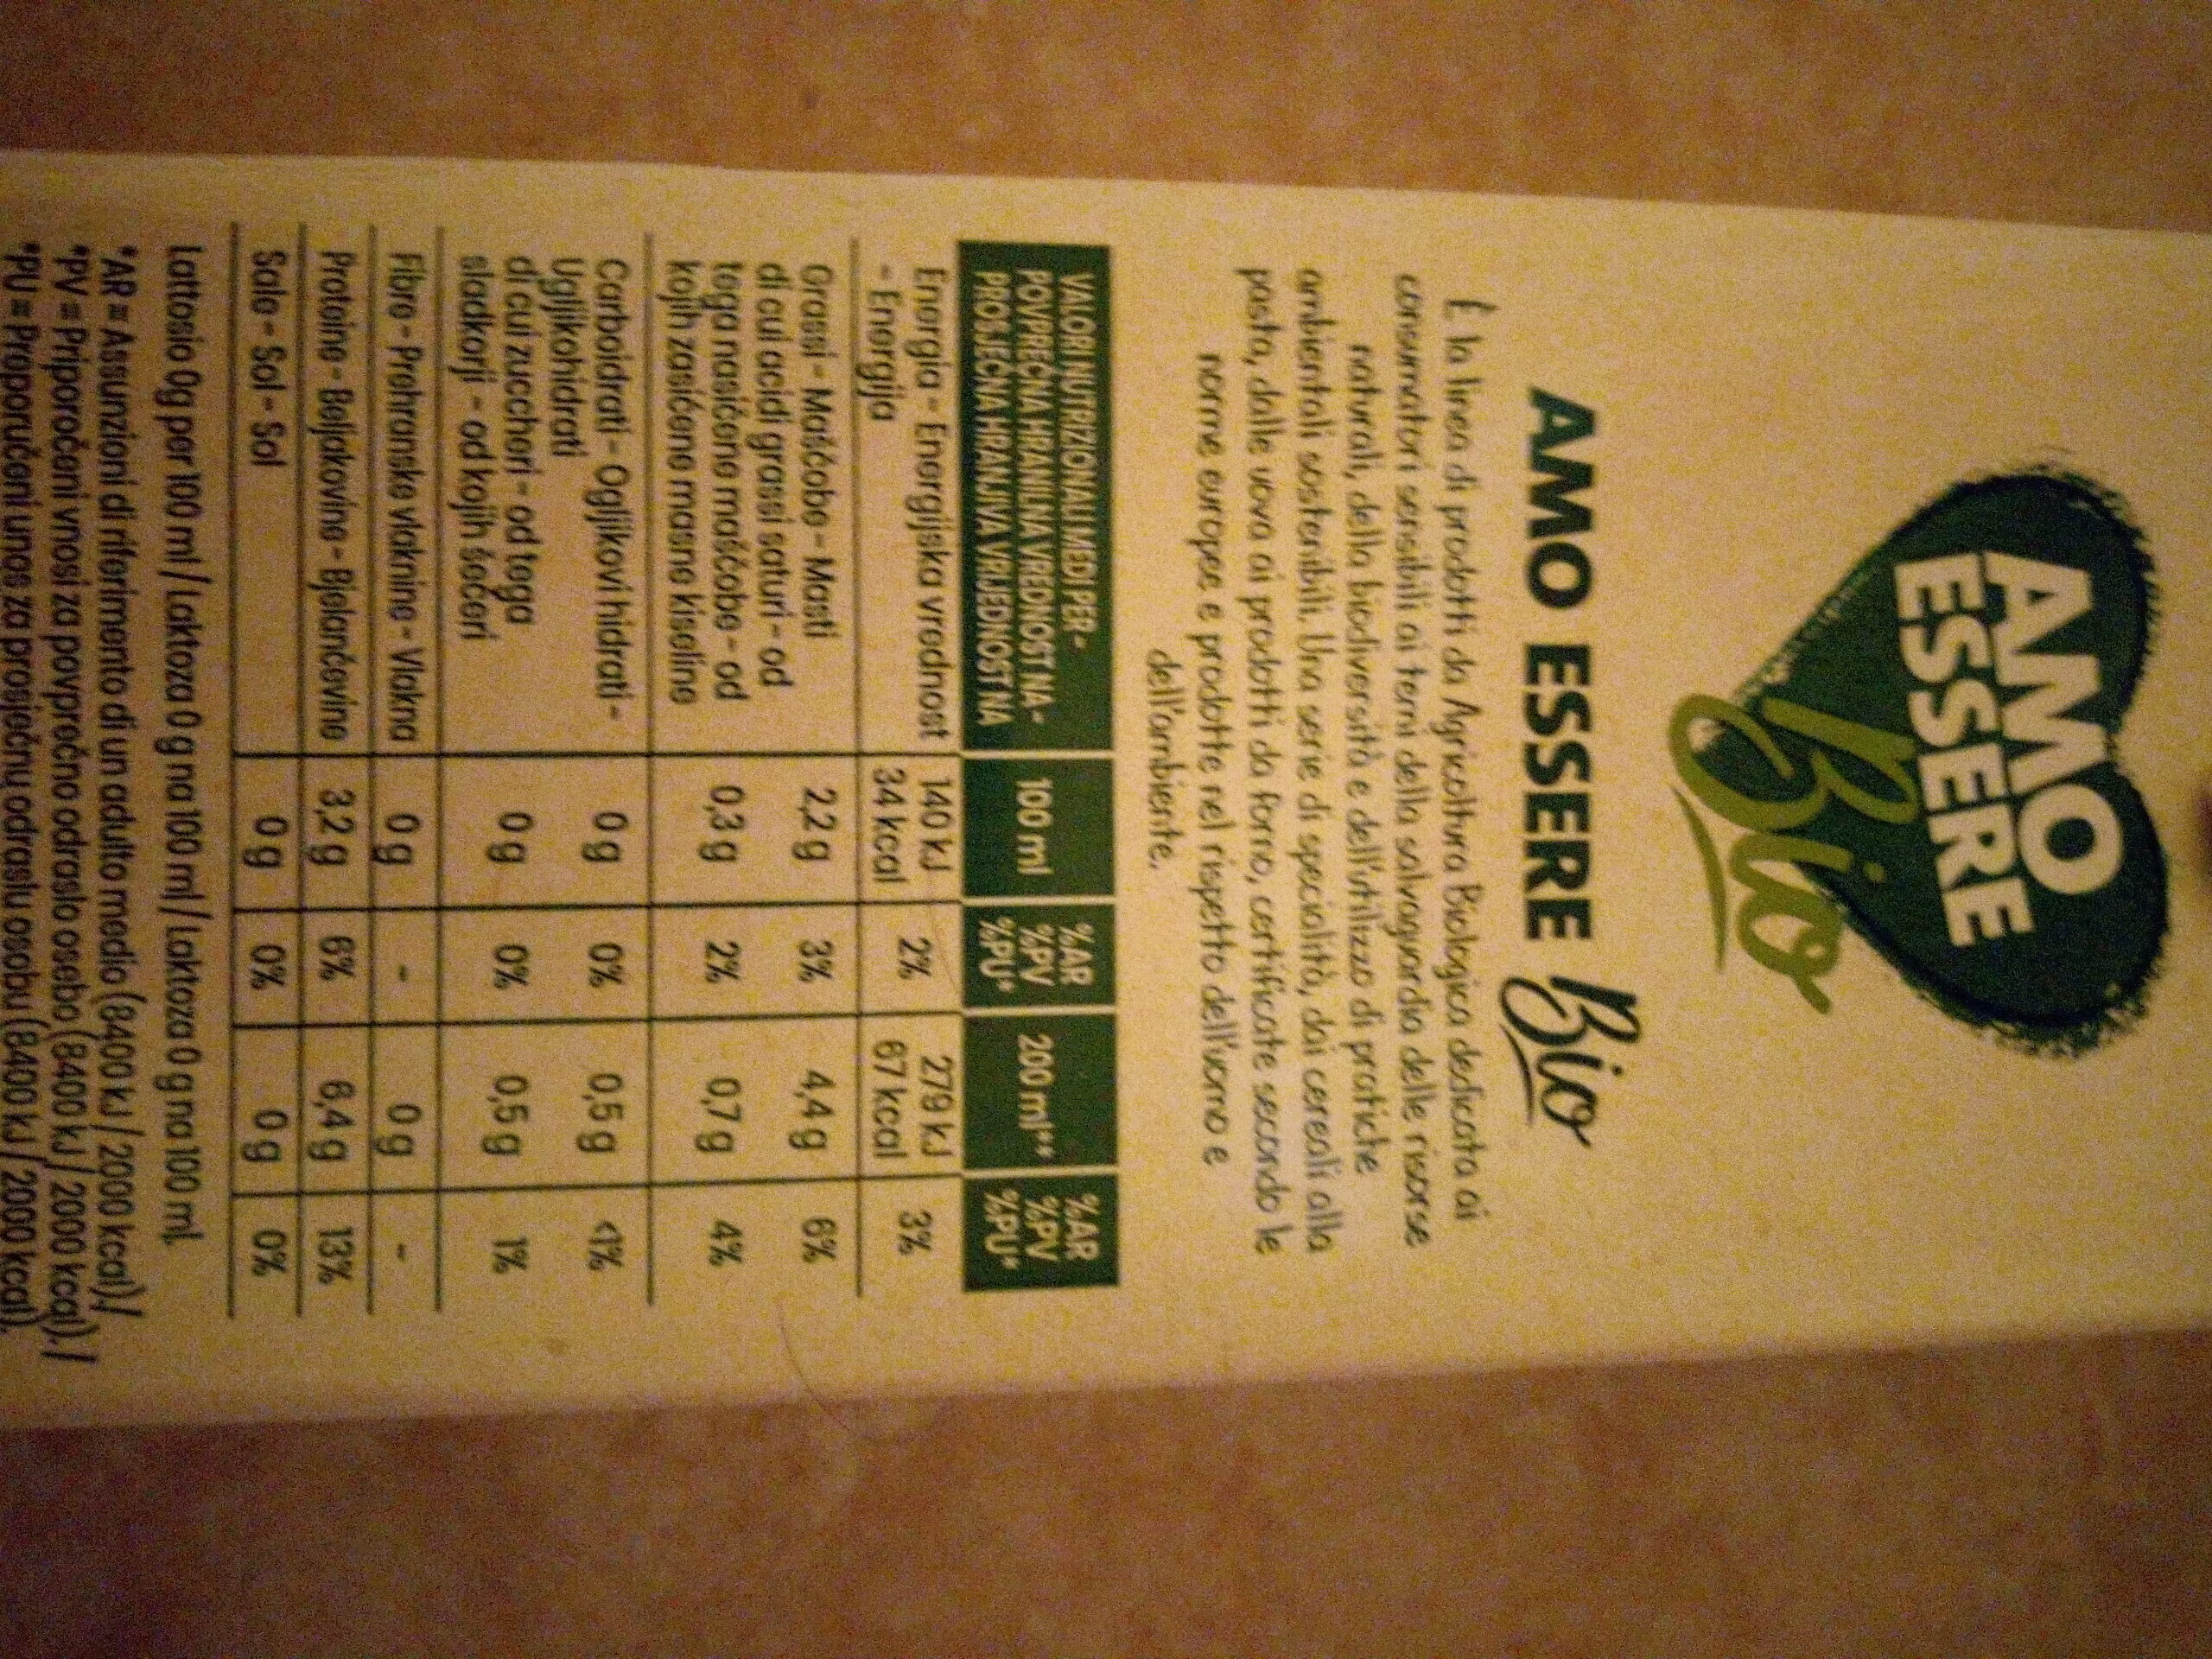 AMO
ESSERE
Bio
AMO ESSERE Bio
È la linea di prodotti da Agricoltura Biologica dedicata ai
consumatori sensibili ai temi della salvaguardia delle risorse
naturali, della biodiversità e dell'utilizzo di pratiche
ambientali sostenibili. Una serie di specialità, dai cereali alla
pasta, dalle uova ai prodotti da forno, certificate secondo le
norme europee e prodotte nel rispetto dell'uomo e
dell'ambiente.
VALORI NUTRIZIONALI MEDI PER -
POVPREČNA HRANILNA VREDNOST NA -
PROSJEČNA HRANJIVA VRIJEDNOST NA
100 ml
%AR
%PV
%PU*
200 ml**
%AR
%PV
%PU*
Energia - Energijska vrednost
- Energija
140 kJ
34 kcal
2%
279 kJ
67 kcal
3%
Grassi - Maščobe - Masti
2,2 g
3%
4,4 g
6%
di cui acidi grassi saturi - od
tega nasičene maščobe - od
kojih zasićene masne kiseline
0,3 g
2%
0,7 g
4%
Carboidrati - Ogljikovi hidrati -
Ugljikohidrati
0 g
0%
0,5 g
<1%
di cui zuccheri - od tega
sladkorji - od kojih šećeri
0 g
0%
0,5 g
1%
Fibre - Prehranske vlaknine - Vlakna
0 g
-
0 g
-
Proteine - Beljakovine - Bjelančevine
3,2 g
6%
6,4 g
13%
Sale - Sol - Sol
0 g
0%
0 g
0%
Lattosio 0g per 100 ml / Laktoza 0 g na 100 ml / Laktoza 0 g na 100 ml.
*AR = Assunzioni di riferimento di un adulto medio (8400 kJ / 2000 kcal) /
*PV = Priporočeni vnosi za povprečno odraslo osebo (8400 kJ / 2000 kcal). /
*PU = Preporučeni unos za prosječnu odraslu osobu (8400 kJ / 2000 kcal).